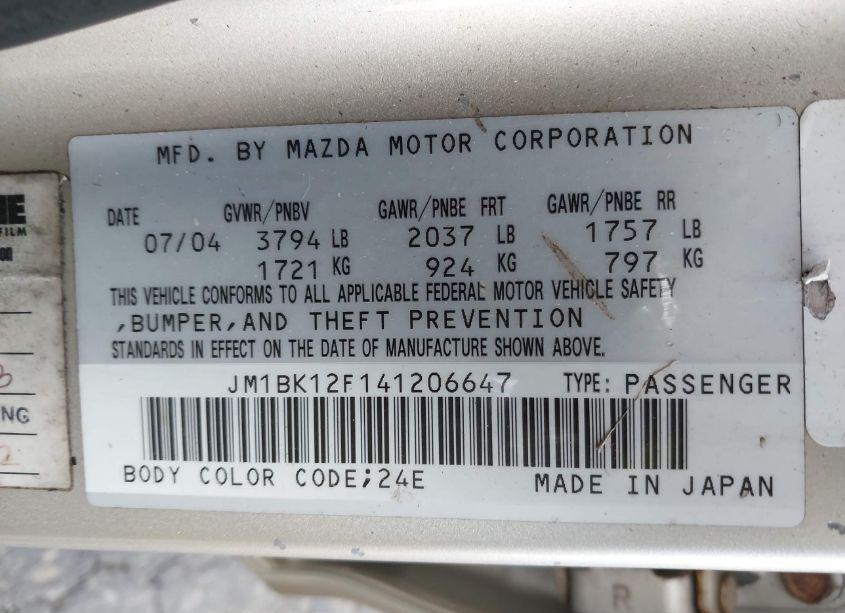 MFD. BY MAZDA MOTOR CORPORATION
DATE GVWR/PNBV GAWR/PNBE FRT GAWR/PNBE RR
07/04 3794 LB 2037 LB 1757 LB
1721 KG 924 KG 797 KG
THIS VEHICLE CONFORMS TO ALL APPLICABLE FEDERAL MOTOR VEHICLE SAFETY
,BUMPER,AND THEFT PREVENTION
STANDARDS IN EFFECT ON THE DATE OF MANUFACTURE SHOWN ABOVE.
JM1BK12F141206647 TYPE: PASSENGER
BODY COLOR CODE;24E MADE IN JAPAN
FILM
NG
R